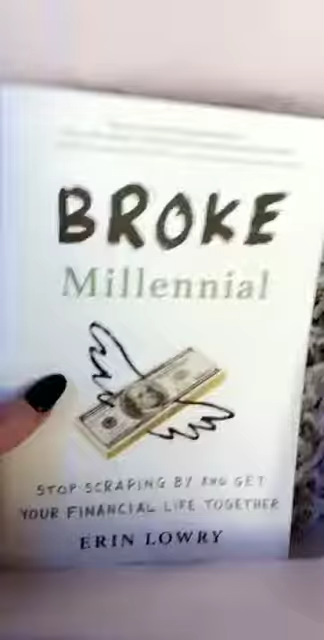 BROKE
Millennial
STOP SCRAPING BY AND GET
YOUR FINANCIAL LIFE TOGETHER
ERIN LOWRY